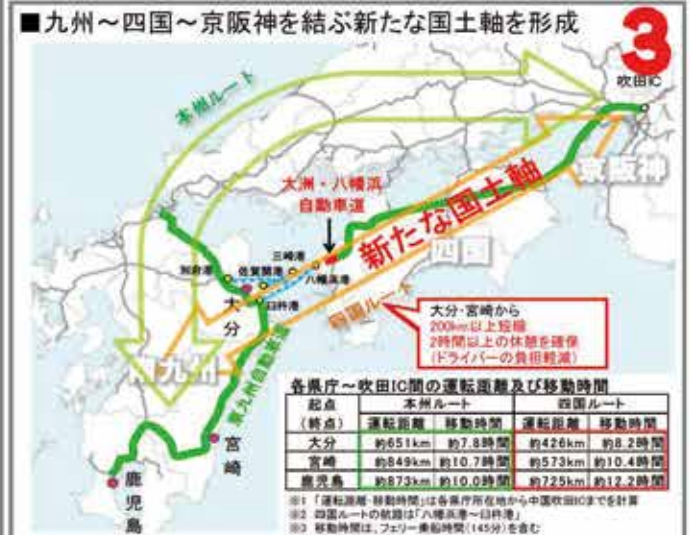 ■九州～四国～京阪神を結ぶ新たな国土軸を形成
3
吹田IC
本州ルート
京阪神
大洲・八幡浜
自動車道
新たな国土軸
四国
三崎港
佐賀関港
別府港
八幡浜港
大分
臼杵港
四国ルート
南九州
東九州自動車道
宮崎
鹿児島
大分・宮崎から
200km以上短縮
2時間以上の休憩を確保
(ドライバーの負担軽減)
各県庁～吹田IC間の運転距離及び移動時間
起点 本州ルート 四国ルート
(終点) 運転距離 移動時間 運転距離 移動時間
大分 約651km 約7.8時間 約426km 約8.2時間
宮崎 約849km 約10.7時間 約573km 約10.4時間
鹿児島 約873km 約10.0時間 約725km 約12.2時間
※1 「運転距離・移動時間」は各県庁所在地から中国吹田ICまでを計算
※2 四国ルートの航路は「八幡浜～臼杵港」
※3 移動時間は、フェリー乗船時間(145分)を含む